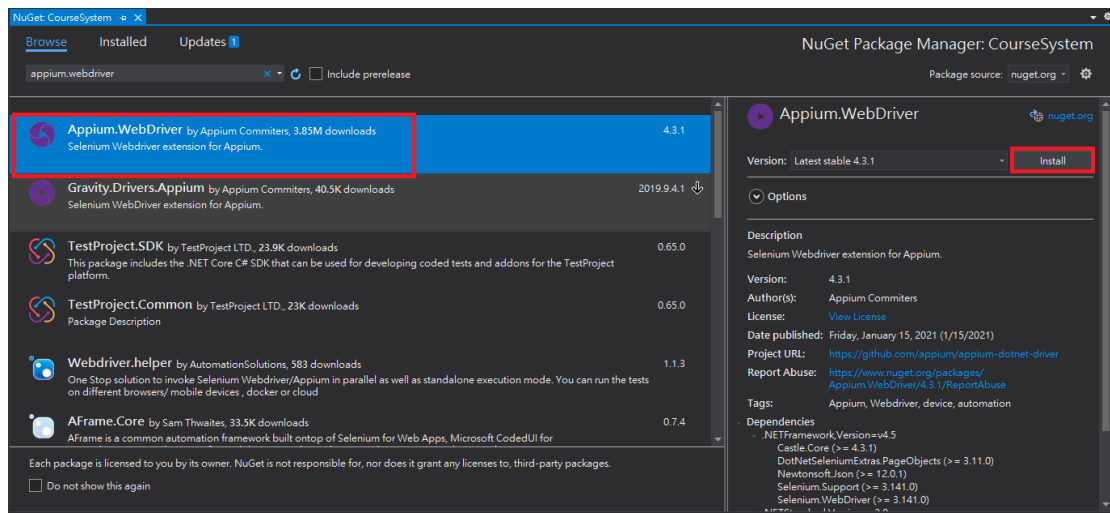 NuGet: CourseSystem
Browse Installed Updates 1
NuGet Package Manager: CourseSystem
appium.webdriver
Include prerelease
Package source: nuget.org
Appium.WebDriver by Appium Commiters, 3.85M downloads 4.3.1
Selenium Webdriver extension for Appium.
Gravity.Drivers.Appium by Appium Commiters, 40.5K downloads 2019.9.4.1
Selenium WebDriver extension for Appium.
TestProject.SDK by TestProject LTD., 23.9K downloads 0.65.0
This package includes the .NET Core C# SDK that can be used for developing coded tests and addons for the TestProject
platform.
TestProject.Common by TestProject LTD., 23K downloads 0.65.0
Package Description
Webdriver.helper by AutomationSolutions, 583 downloads 1.1.3
One Stop solution to invoke Selenium Webdriver/Appium in parallel as well as standalone execution mode. You can run the tests
on different browsers/ mobile devices , docker or cloud
AFrame.Core by Sam Thwaites, 33.5K downloads 0.7.4
AFrame is a common automation framework built ontop of Selenium for Web Apps, Microsoft CodedUI for
Each package is licensed to you by its owner. NuGet is not responsible for, nor does it grant any licenses to, third-party packages.
Do not show this again
Appium.WebDriver
nuget.org
Version: Latest stable 4.3.1
Install
Options
Description
Selenium Webdriver extension for Appium.
Version: 4.3.1
Author(s): Appium Commiters
License: View License
Date published: Friday, January 15, 2021 (1/15/2021)
Project URL: https://github.com/appium/appium-dotnet-driver
Report Abuse: https://www.nuget.org/packages/
Appium.WebDriver/4.3.1/ReportAbuse
Tags: Appium, Webdriver, device, automation
Dependencies
.NETFramework,Version=v4.5
Castle.Core (>= 4.3.1)
DotNetSeleniumExtras.PageObjects (>= 3.11.0)
Newtonsoft.Json (>= 12.0.1)
Selenium.Support (>= 3.141.0)
Selenium.WebDriver (>= 3.141.0)